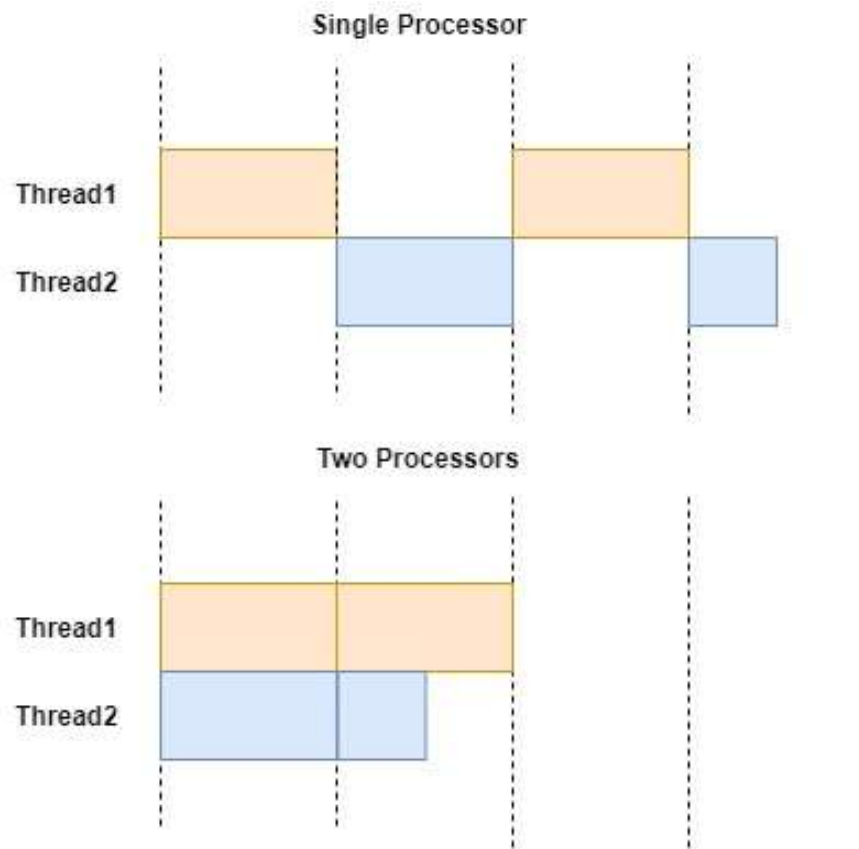 Single Processor
Thread1
Thread2
Two Processors
Thread1
Thread2